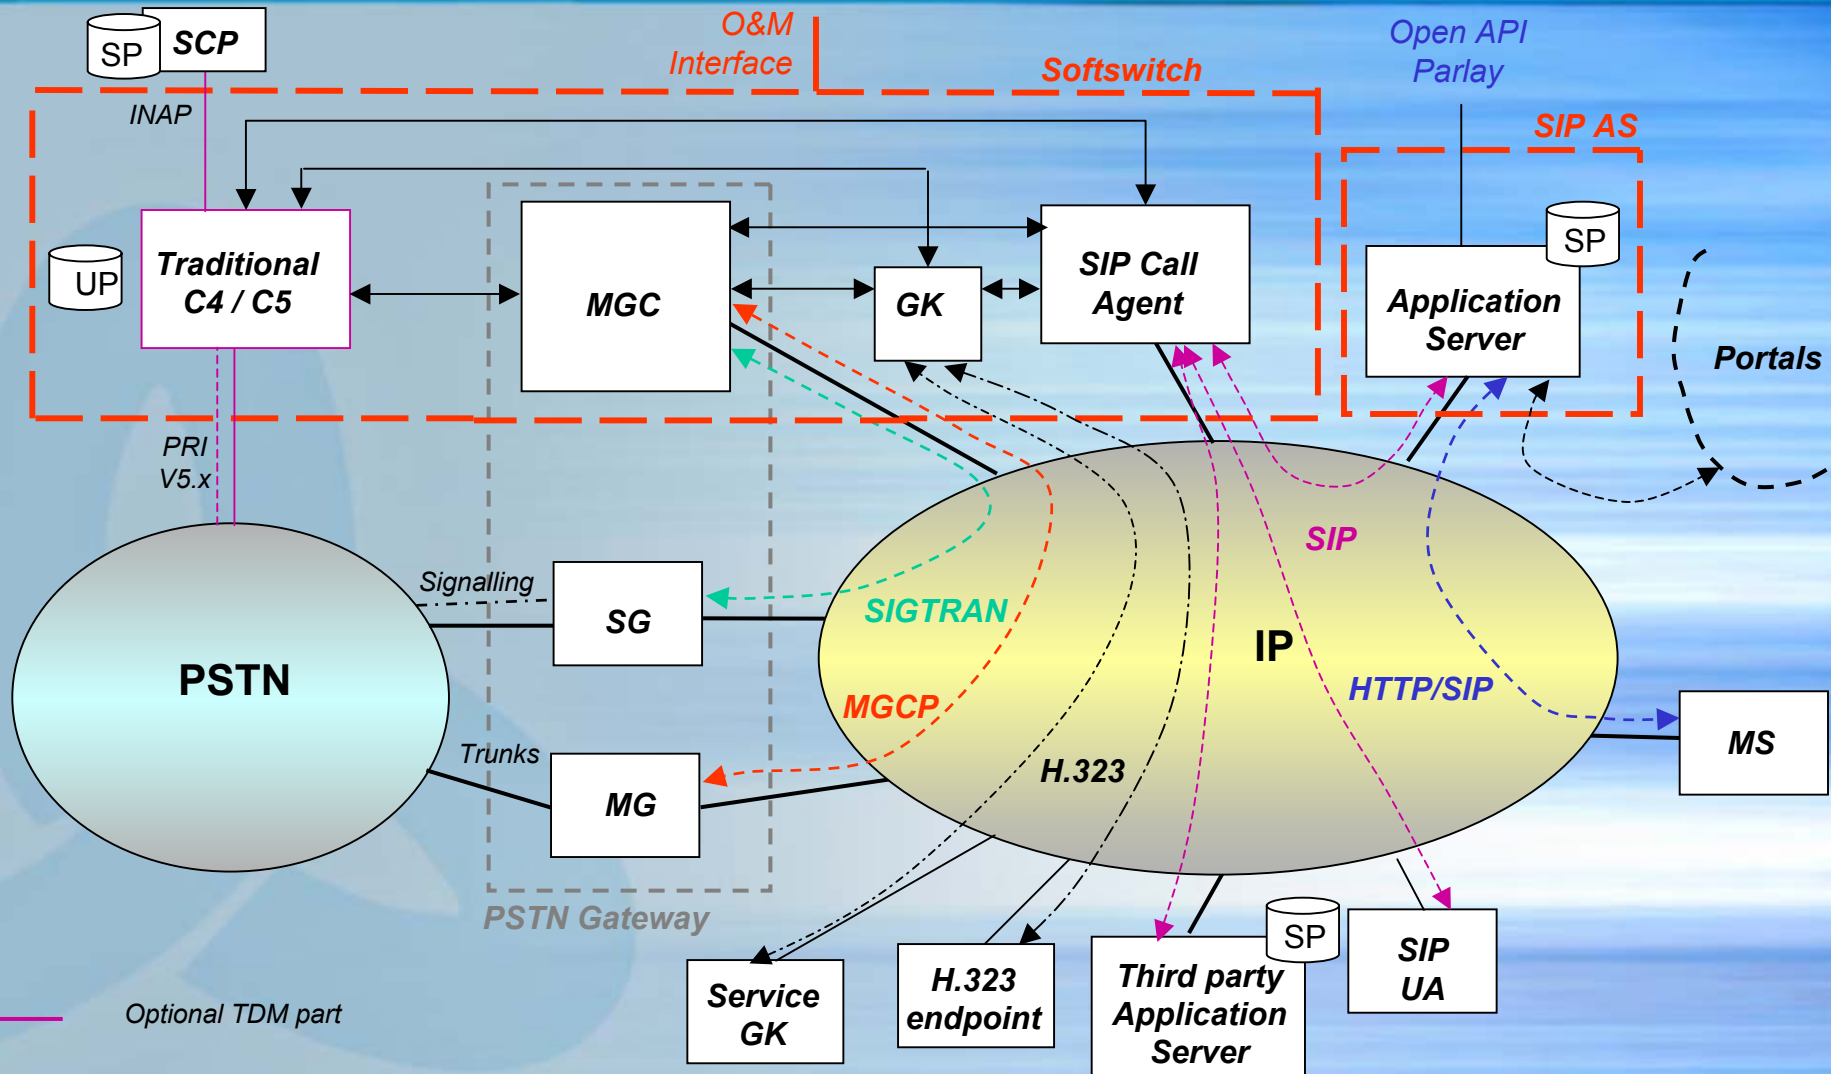 SP
SCP
O&M
Interface
Softswitch
Open API
Parlay
INAP
SIP AS
UP
Traditional
C4 / C5
MGC
GK
SIP Call
Agent
SP
Application
Server
Portals
PRI
V5.x
Signalling
SG
SIGTRAN
SIP
IP
PSTN
MGCP
HTTP/SIP
Trunks
MG
H.323
MS
PSTN Gateway
SP
Service
GK
H.323
endpoint
Third party
Application
Server
SIP
UA
Optional TDM part